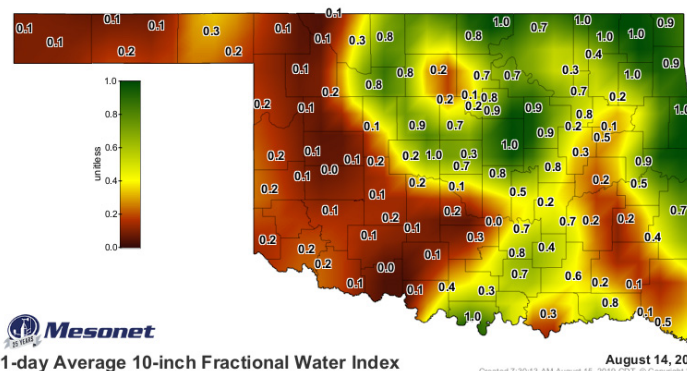 0.1
0.1 0.1 0.1 0.3 0.1 0.8 0.8 1.0 0.7 1.0 1.0 1.0 0.9
0.1 0.2 0.2 0.1 0.3
0.4 0.9
0.1 0.8 0.2 0.7 0.7 0.3 1.0
0.8 0.7 0.2
0.2 0.2 0.1 0.8
0.2 0.1 0.2 0.9 0.9 0.8 1.0
0.1 0.9 0.7 0.9 0.2 0.1
0.5
0.2 0.1 0.1 0.2 0.2 1.0 0.3 1.0 0.3 0.9
0.1 0.0 0.7 0.8 0.8
0.2 0.1 0.2 0.1 0.5 0.2 0.5
0.1 0.2 0.2 0.2 0.7
0.1 0.1 0.0 0.7 0.7 0.2 0.2
0.2 0.3 0.4
0.2 0.1 0.8 0.4
0.2 0.0 0.7 0.6
0.1 0.1 0.4 0.3 0.2 0.1
1.0 0.3 0.8 0.1 0.5
1.0
0.8
0.6
0.4
0.2
0.0
unitless
25 YEARS
Mesonet
1-day Average 10-inch Fractional Water Index
August 14, 20